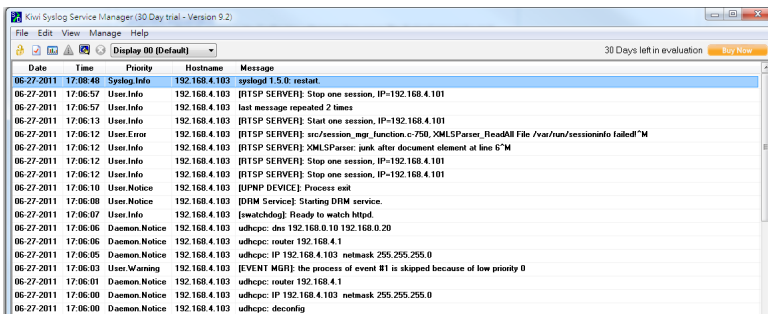 Kiwi Syslog Service Manager (30 Day trial - Version 9.2)
File Edit View Manage Help
Display 00 (Default) 30 Days left in evaluation Buy Now
Date Time Priority Hostname Message
06-27-2011 17:08:48 Syslog.Info 192.168.4.103 syslogd 1.5.0: restart.
06-27-2011 17:06:57 User.Info 192.168.4.103 [RTSP SERVER]: Stop one session, IP=192.168.4.101
06-27-2011 17:06:57 User.Info 192.168.4.103 last message repeated 2 times
06-27-2011 17:06:13 User.Info 192.168.4.103 [RTSP SERVER]: Start one session, IP=192.168.4.101
06-27-2011 17:06:12 User.Error 192.168.4.103 [RTSP SERVER]: src/session_mgr_function.c-750, XMLSParser_ReadAll File /var/run/sessioninfo failed!^M
06-27-2011 17:06:12 User.Info 192.168.4.103 [RTSP SERVER]: XMLSParser: junk after document element at line 6^M
06-27-2011 17:06:12 User.Info 192.168.4.103 [RTSP SERVER]: Stop one session, IP=192.168.4.101
06-27-2011 17:06:12 User.Info 192.168.4.103 [RTSP SERVER]: Stop one session, IP=192.168.4.101
06-27-2011 17:06:10 User.Notice 192.168.4.103 [UPNP DEVICE]: Process exit
06-27-2011 17:06:08 User.Notice 192.168.4.103 [DRM Service]: Starting DRM service.
06-27-2011 17:06:07 User.Info 192.168.4.103 [swatchdog]: Ready to watch httpd.
06-27-2011 17:06:06 Daemon.Notice 192.168.4.103 udhcpc: dns 192.168.0.10 192.168.0.20
06-27-2011 17:06:06 Daemon.Notice 192.168.4.103 udhcpc: router 192.168.4.1
06-27-2011 17:06:05 Daemon.Notice 192.168.4.103 udhcpc: IP 192.168.4.103 netmask 255.255.255.0
06-27-2011 17:06:03 User.Warning 192.168.4.103 [EVENT MGR]: the process of event #1 is skipped because of low priority 0
06-27-2011 17:06:01 Daemon.Notice 192.168.4.103 udhcpc: router 192.168.4.1
06-27-2011 17:06:00 Daemon.Notice 192.168.4.103 udhcpc: IP 192.168.4.103 netmask 255.255.255.0
06-27-2011 17:06:00 Daemon.Notice 192.168.4.103 udhcpc: deconfig